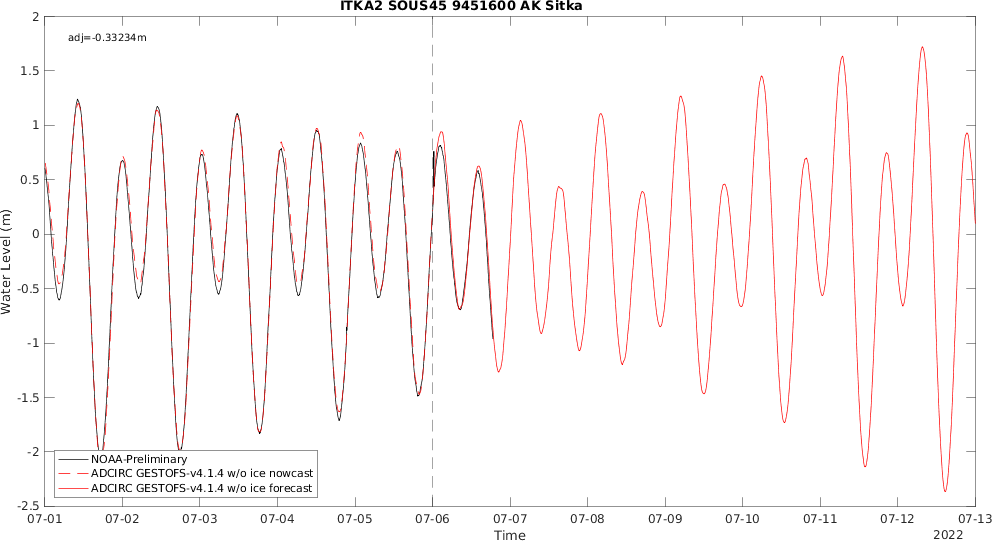 ITKA2 SOUS45 9451600 AK Sitka
adj=-0.33234m
2
1.5
1
0.5
0
-0.5
-1
-1.5
-2
-2.5
Water Level (m)
NOAA-Preliminary
ADCIRC GESTOFS-v4.1.4 w/o ice nowcast
ADCIRC GESTOFS-v4.1.4 w/o ice forecast
07-01 07-02 07-03 07-04 07-05 07-06 07-07 07-08 07-09 07-10 07-11 07-12 07-13
Time
2022